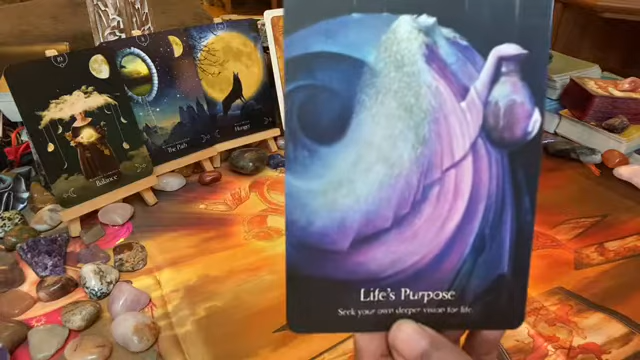 Balance
The Path
Hunger
Life's Purpose
Seek your own deeper vision for life.